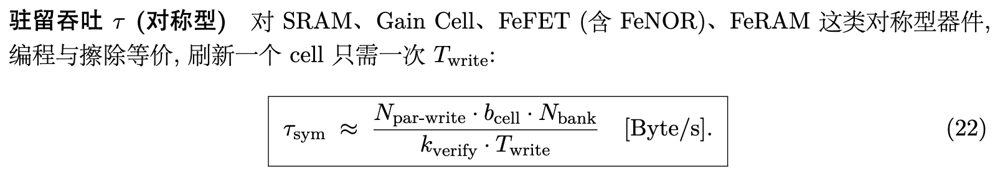 驻留吞吐 τ (对称型) 对 SRAM、Gain Cell、FeFET (含 FeNOR)、FeRAM 这类对称型器件,
编程与擦除等价, 刷新一个 cell 只需一次 T_write:
τ_sym ≈ (N_par-write · b_cell · N_bank) / (k_verify · T_write) [Byte/s]. (22)